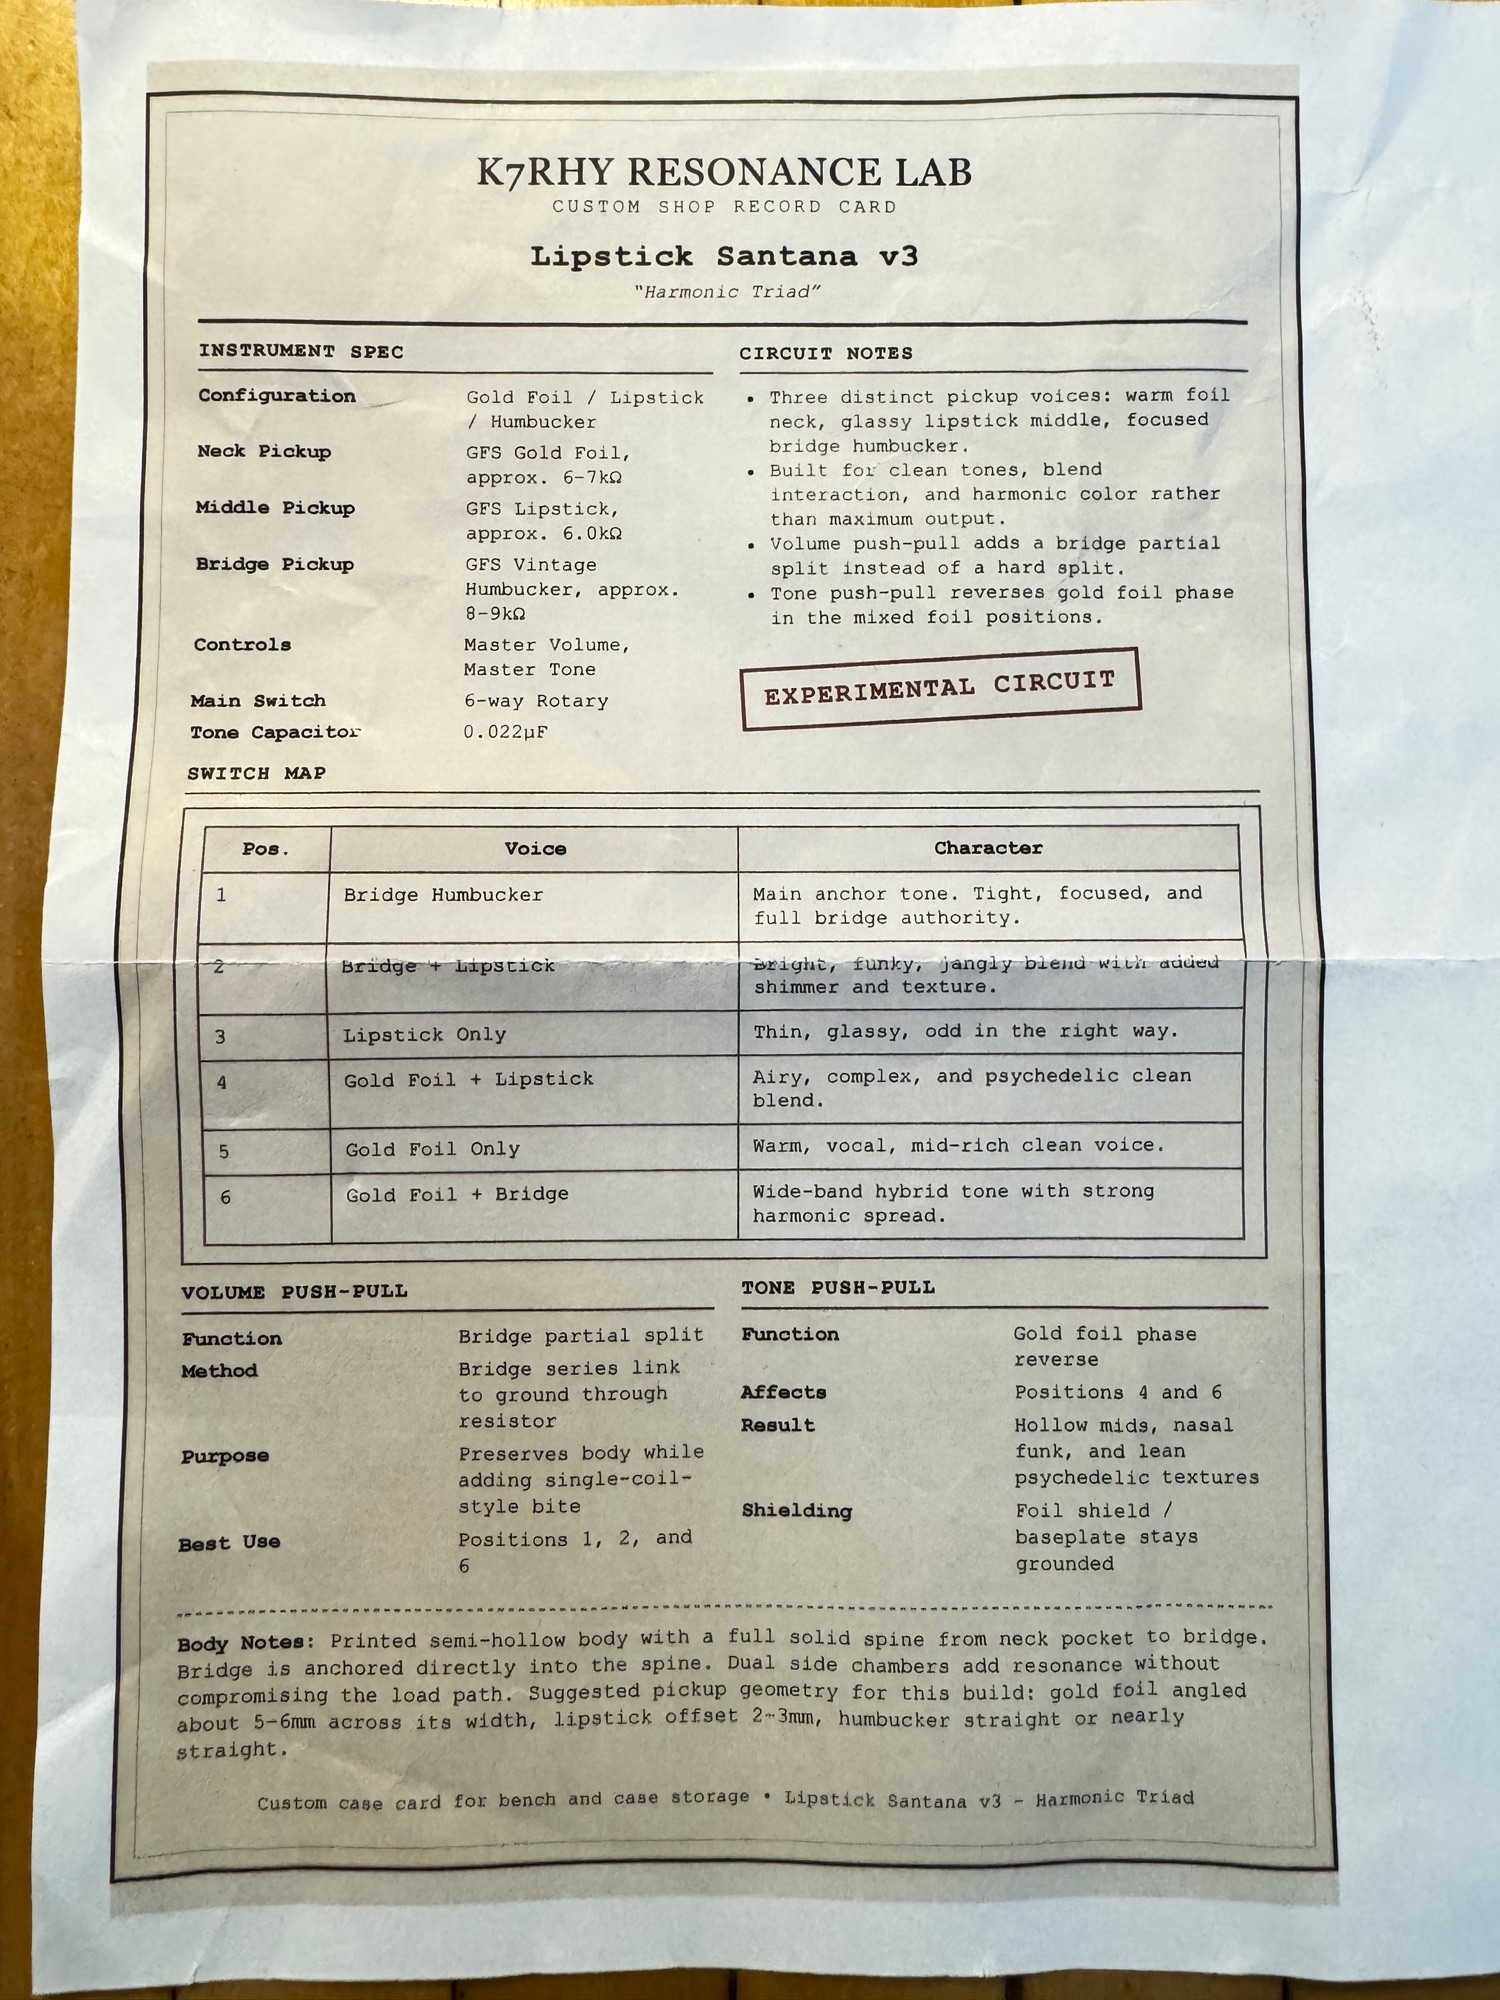 K7RHY RESONANCE LAB
CUSTOM SHOP RECORD CARD
Lipstick Santana v3
"Harmonic Triad"
INSTRUMENT SPEC
Configuration
Gold Foil / Lipstick
/ Humbucker
Neck Pickup
GFS Gold Foil,
approx. 6-7kΩ
Middle Pickup
GFS Lipstick,
approx. 6.0kΩ
Bridge Pickup
GFS Vintage
Humbucker, approx.
8-9kΩ
Controls
Master Volume,
Master Tone
Main Switch
6-way Rotary
Tone Capacitor
0.022µF
CIRCUIT NOTES
• Three distinct pickup voices: warm foil
neck, glassy lipstick middle, focused
bridge humbucker.
• Built for clean tones, blend
interaction, and harmonic color rather
than maximum output.
• Volume push-pull adds a bridge partial
split instead of a hard split.
• Tone push-pull reverses gold foil phase
in the mixed foil positions.
EXPERIMENTAL CIRCUIT
SWITCH MAP
Pos. Voice Character
1 Bridge Humbucker Main anchor tone. Tight, focused, and
full bridge authority.
2 Bridge + Lipstick Bright, funky, jangly blend with added
shimmer and texture.
3 Lipstick Only Thin, glassy, odd in the right way.
4 Gold Foil + Lipstick Airy, complex, and psychedelic clean
blend.
5 Gold Foil Only Warm, vocal, mid-rich clean voice.
6 Gold Foil + Bridge Wide-band hybrid tone with strong
harmonic spread.
VOLUME PUSH-PULL
Function
Bridge partial split
Method
Bridge series link
to ground through
resistor
Purpose
Preserves body while
adding single-coil-
style bite
Best Use
Positions 1, 2, and
6
TONE PUSH-PULL
Function
Gold foil phase
reverse
Affects
Positions 4 and 6
Result
Hollow mids, nasal
funk, and lean
psychedelic textures
Shielding
Foil shield /
baseplate stays
grounded
Body Notes: Printed semi-hollow body with a full solid spine from neck pocket to bridge.
Bridge is anchored directly into the spine. Dual side chambers add resonance without
compromising the load path. Suggested pickup geometry for this build: gold foil angled
about 5-6mm across its width, lipstick offset 2-3mm, humbucker straight or nearly
straight.
Custom case card for bench and case storage • Lipstick Santana v3 - Harmonic Triad